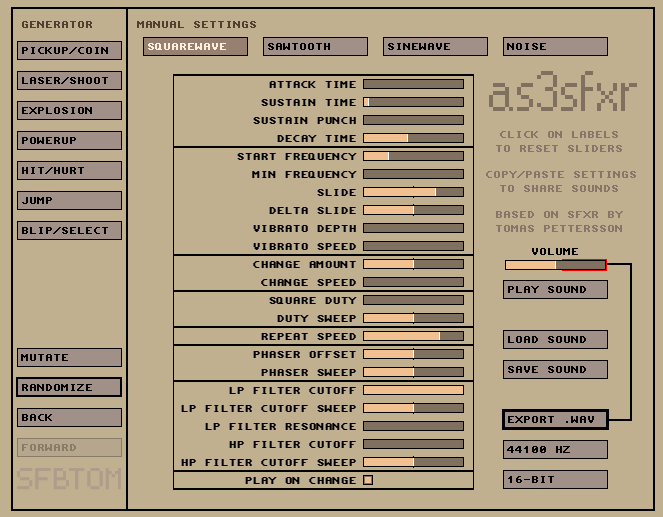 GENERATOR
PICKUP/COIN
LASER/SHOOT
EXPLOSION
POWERUP
HIT/HURT
JUMP
BLIP/SELECT
MUTATE
RANDOMIZE
BACK
FORWARD
SFBTOM
MANUAL SETTINGS
SQUAREWAVE
SAWTOOTH
SINEWAVE
NOISE
ATTACK TIME
SUSTAIN TIME
SUSTAIN PUNCH
DECAY TIME
START FREQUENCY
MIN FREQUENCY
SLIDE
DELTA SLIDE
VIBRATO DEPTH
VIBRATO SPEED
CHANGE AMOUNT
CHANGE SPEED
SQUARE DUTY
DUTY SWEEP
REPEAT SPEED
PHASER OFFSET
PHASER SWEEP
LP FILTER CUTOFF
LP FILTER CUTOFF SWEEP
LP FILTER RESONANCE
HP FILTER CUTOFF
HP FILTER CUTOFF SWEEP
PLAY ON CHANGE
as3sfxr
CLICK ON LABELS
TO RESET SLIDERS
COPY/PASTE SETTINGS
TO SHARE SOUNDS
BASED ON SFXR BY
TOMAS PETTERSSON
VOLUME
PLAY SOUND
LOAD SOUND
SAVE SOUND
EXPORT .WAV
44100 HZ
16-BIT